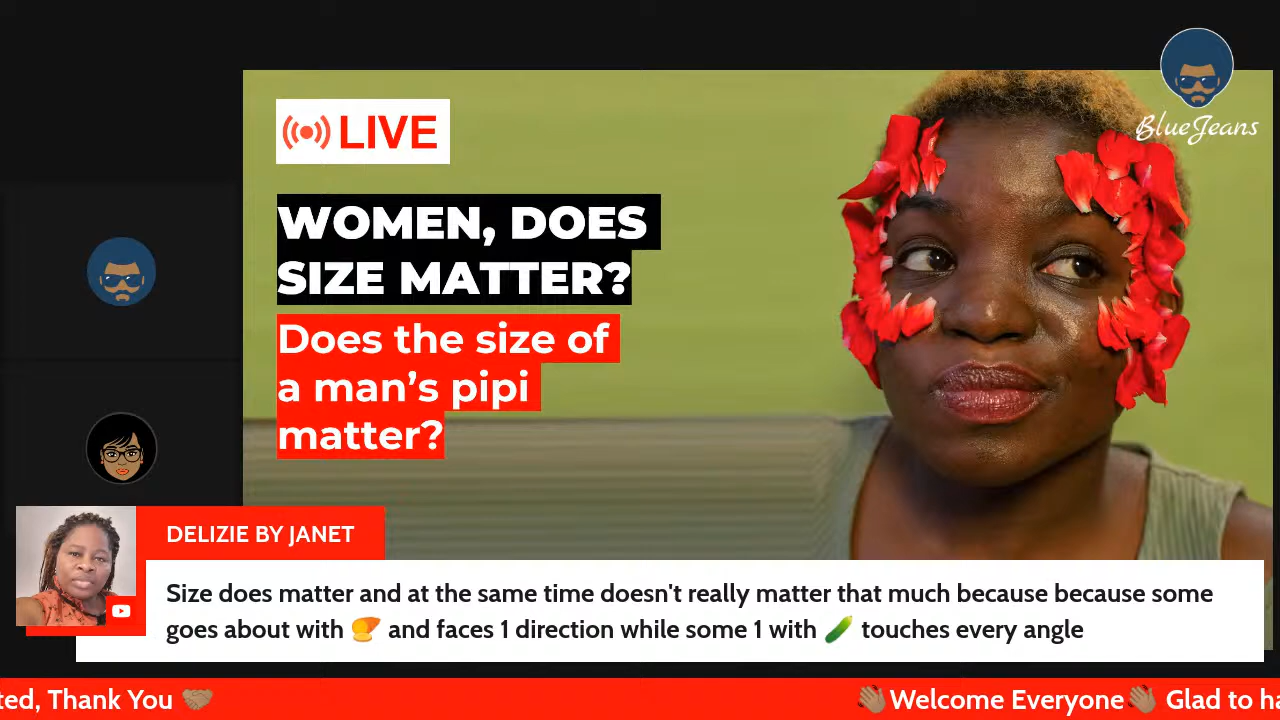 BlueJeans
LIVE
WOMEN, DOES
SIZE MATTER?
Does the size of
a man’s pipi
matter?
DELIZIE BY JANET
Size does matter and at the same time doesn't really matter that much because because some
goes about with 🍠 and faces 1 direction while some 1 with 🥒 touches every angle
ted, Thank You 🤝🏽 👋🏽Welcome Everyone👋🏽 Glad to ha